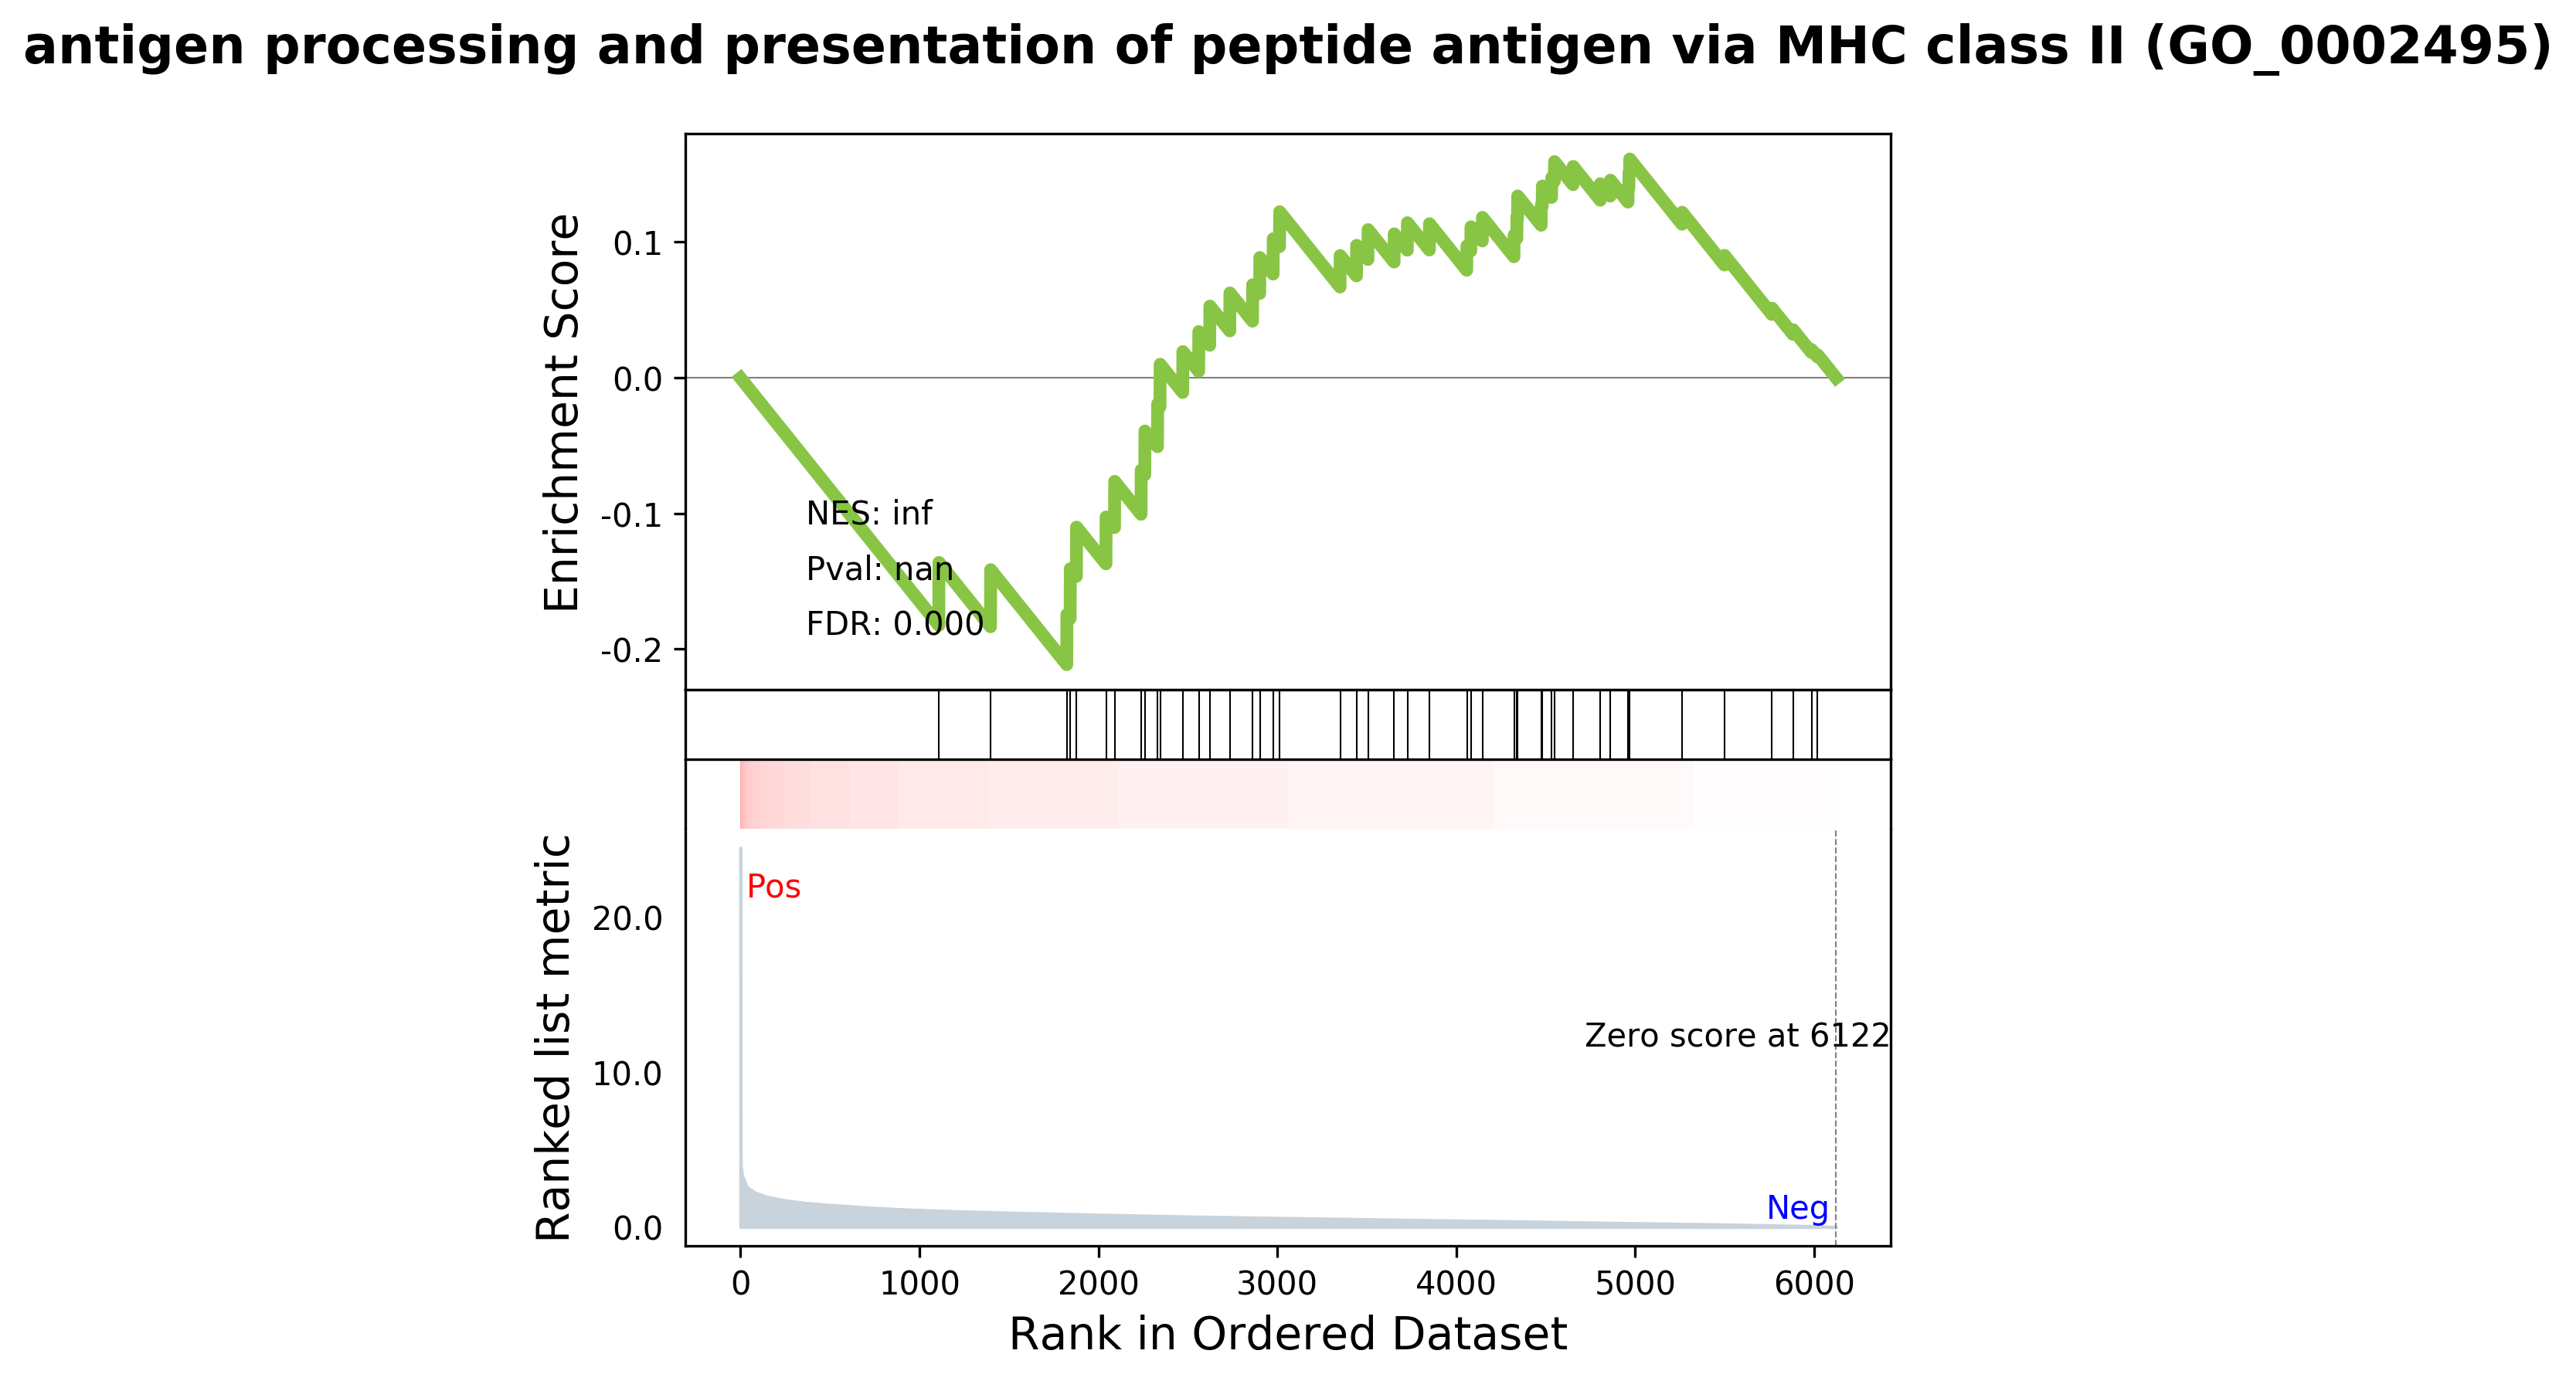 antigen processing and presentation of peptide antigen via MHC class II (GO_0002495)
Enrichment Score
0.1
0.0
-0.1
-0.2
NES: inf
Pval: nan
FDR: 0.000
Ranked list metric
20.0
10.0
0.0
Pos
Zero score at 6122
Neg
0 1000 2000 3000 4000 5000 6000
Rank in Ordered Dataset